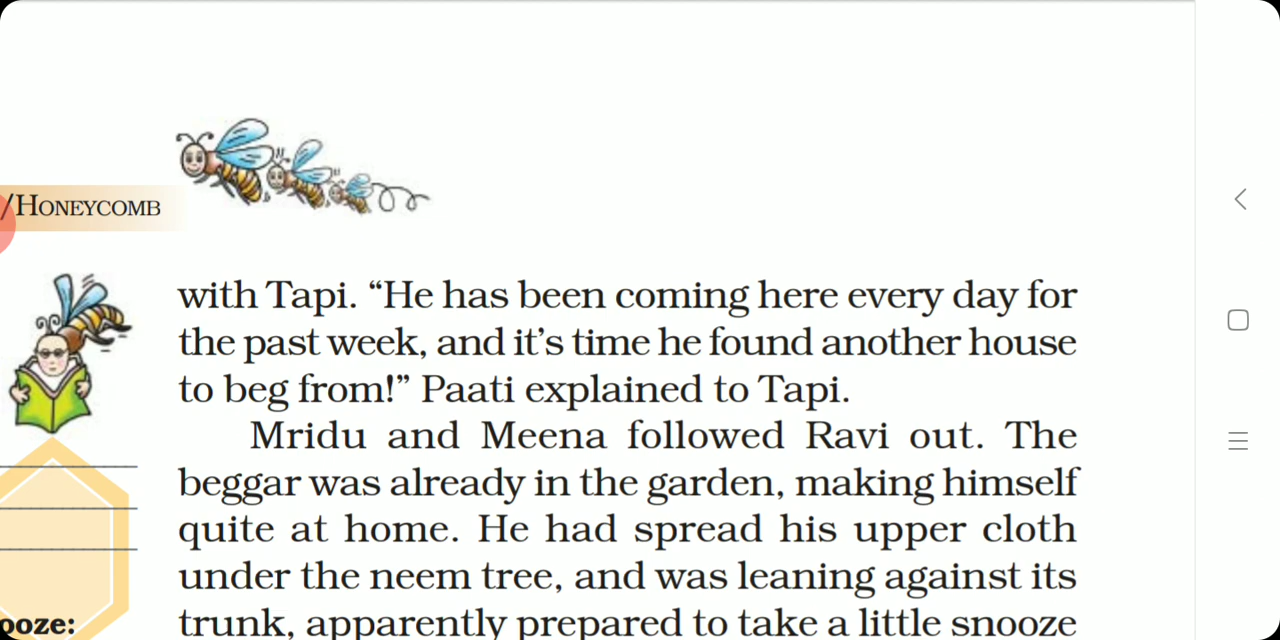 /HONEYCOMB
with Tapi. “He has been coming here every day for
the past week, and it’s time he found another house
to beg from!” Paati explained to Tapi.
Mridu and Meena followed Ravi out. The
beggar was already in the garden, making himself
quite at home. He had spread his upper cloth
under the neem tree, and was leaning against its
trunk, apparently prepared to take a little snooze
ooze: